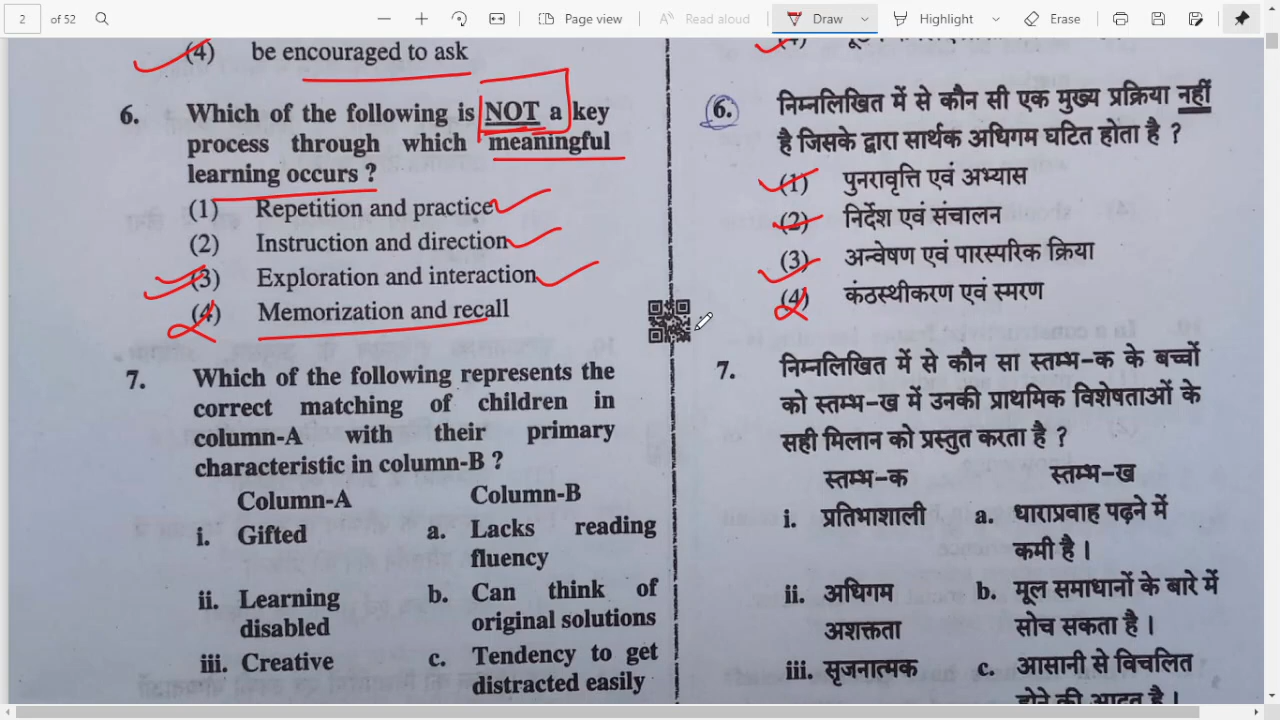 2 of 52 Page view Read aloud Draw Highlight Erase
(4) be encouraged to ask
6. Which of the following is NOT a key
process through which meaningful
learning occurs ?
(1) Repetition and practice
(2) Instruction and direction
(3) Exploration and interaction
(4) Memorization and recall
7. Which of the following represents the
correct matching of children in
column-A with their primary
characteristic in column-B ?
Column-A Column-B
i. Gifted a. Lacks reading
fluency
ii. Learning b. Can think of
disabled original solutions
iii. Creative c. Tendency to get
distracted easily
6. निम्नलिखित में से कौन सी एक मुख्य प्रक्रिया नहीं
है जिसके द्वारा सार्थक अधिगम घटित होता है ?
(1) पुनरावृत्ति एवं अभ्यास
(2) निर्देश एवं संचालन
(3) अन्वेषण एवं पारस्परिक क्रिया
(4) कंठस्थीकरण एवं स्मरण
7. निम्नलिखित में से कौन सा स्तम्भ-क के बच्चों
को स्तम्भ-ख में उनकी प्राथमिक विशेषताओं के
सही मिलान को प्रस्तुत करता है ?
स्तम्भ-क स्तम्भ-ख
i. प्रतिभाशाली a. धाराप्रवाह पढ़ने में
कमी है ।
ii. अधिगम b. मूल समाधानों के बारे में
अशक्तता सोच सकता है ।
iii. सृजनात्मक c. आसानी से विचलित
होने की आदत है ।